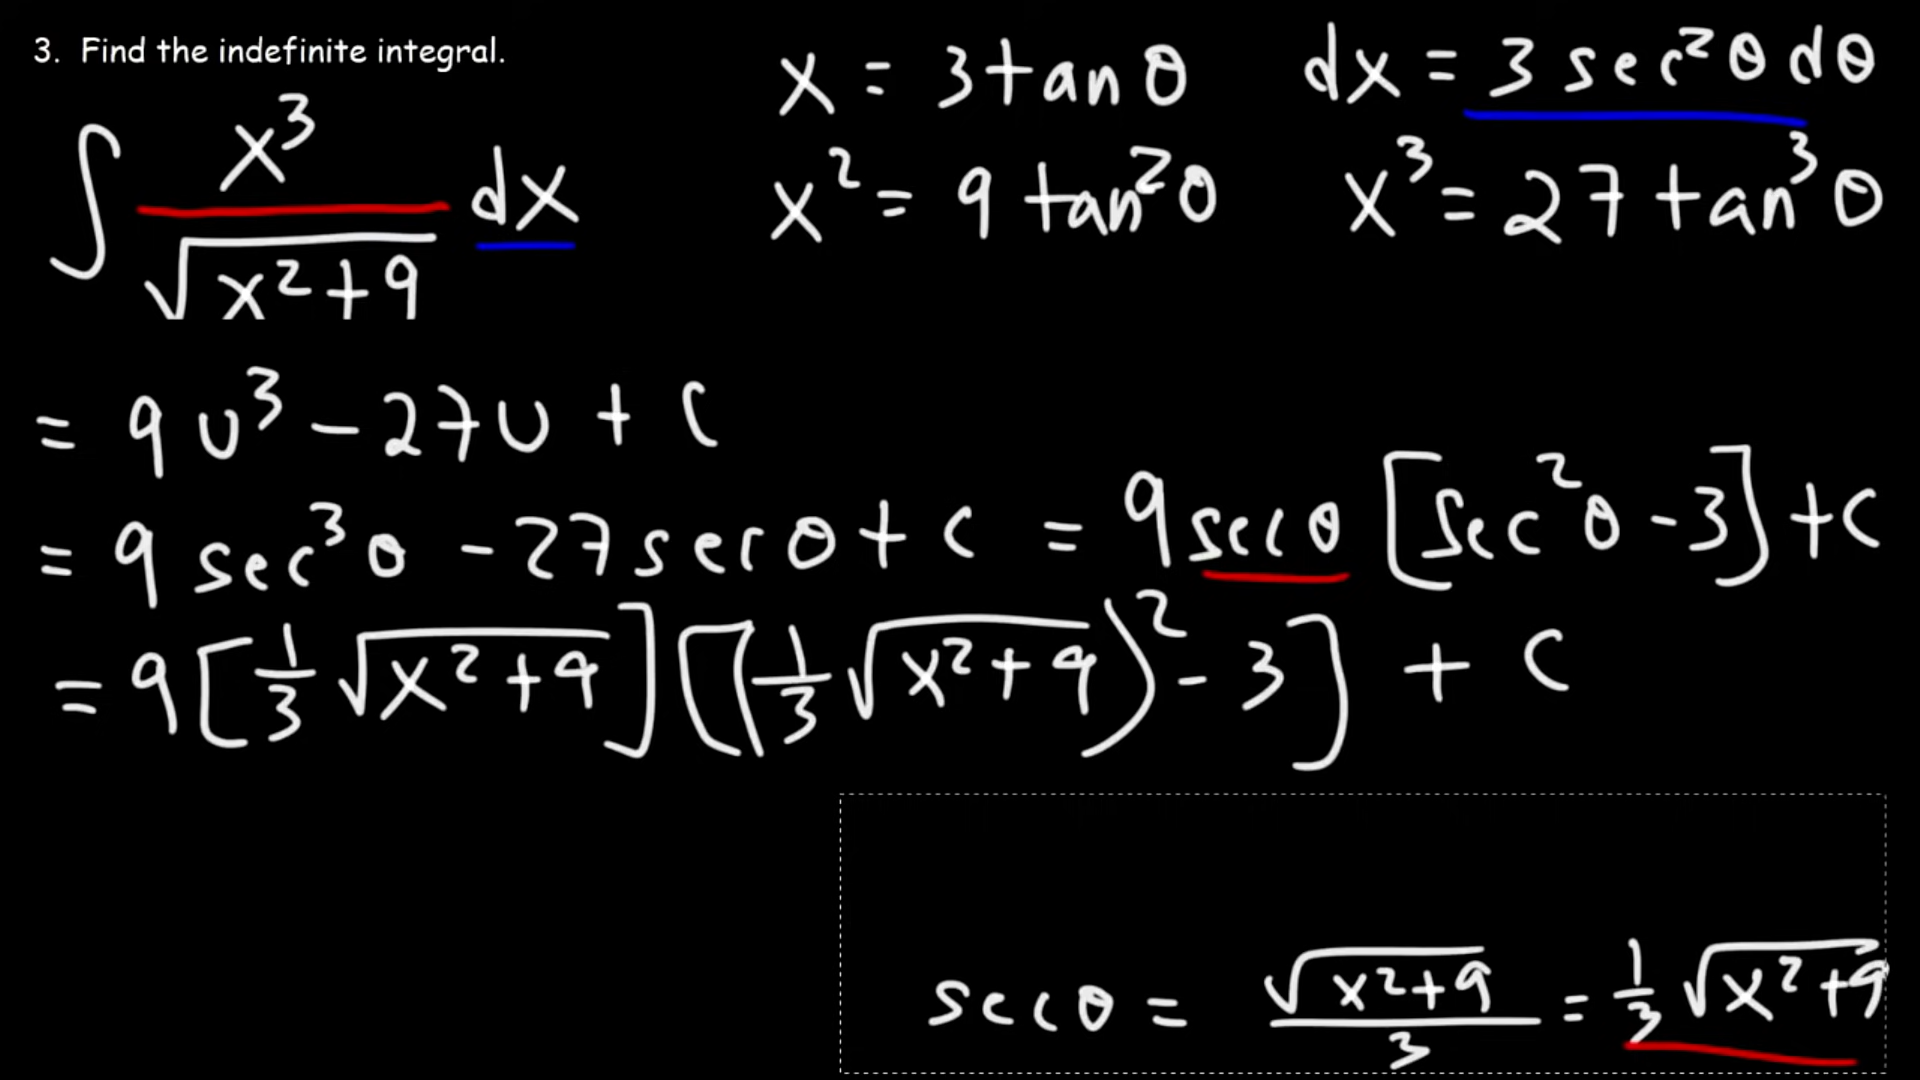 3. Find the indefinite integral.
∫ x³ / √(x²+9) dx
x = 3tanθ    dx = 3sec²θ dθ
x² = 9tan²θ    x³ = 27tan³θ
= 9u³ - 27u + C
= 9sec³θ - 27secθ + C = 9secθ [sec²θ - 3] + C
= 9[1/3 √(x²+9)] [(1/3 √(x²+9))² - 3] + C
secθ = √(x²+9) / 3 = 1/3 √(x²+9)